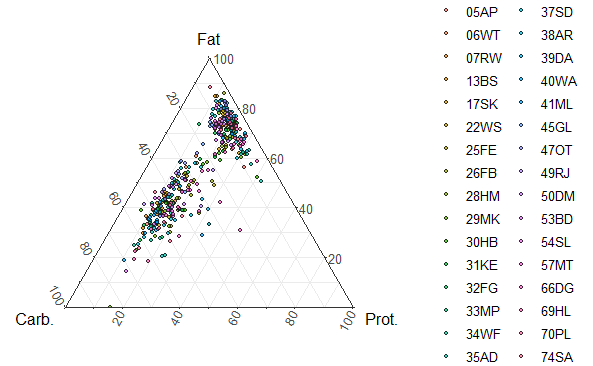 Fat
100
20
80
40
60
60
40
80
20
100
Carb.
Prot.
20
40
60
80
100
05AP 37SD
06WT 38AR
07RW 39DA
13BS 40WA
17SK 41ML
22WS 45GL
25FE 47OT
26FB 49RJ
28HM 50DM
29MK 53BD
30HB 54SL
31KE 57MT
32FG 66DG
33MP 69HL
34WF 70PL
35AD 74SA